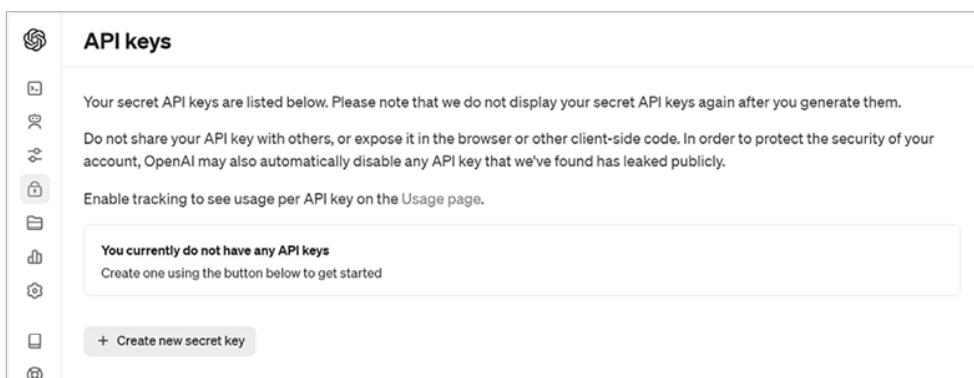 API keys
Your secret API keys are listed below. Please note that we do not display your secret API keys again after you generate them.
Do not share your API key with others, or expose it in the browser or other client-side code. In order to protect the security of your
account, OpenAI may also automatically disable any API key that we've found has leaked publicly.
Enable tracking to see usage per API key on the Usage page.
You currently do not have any API keys
Create one using the button below to get started
+ Create new secret key